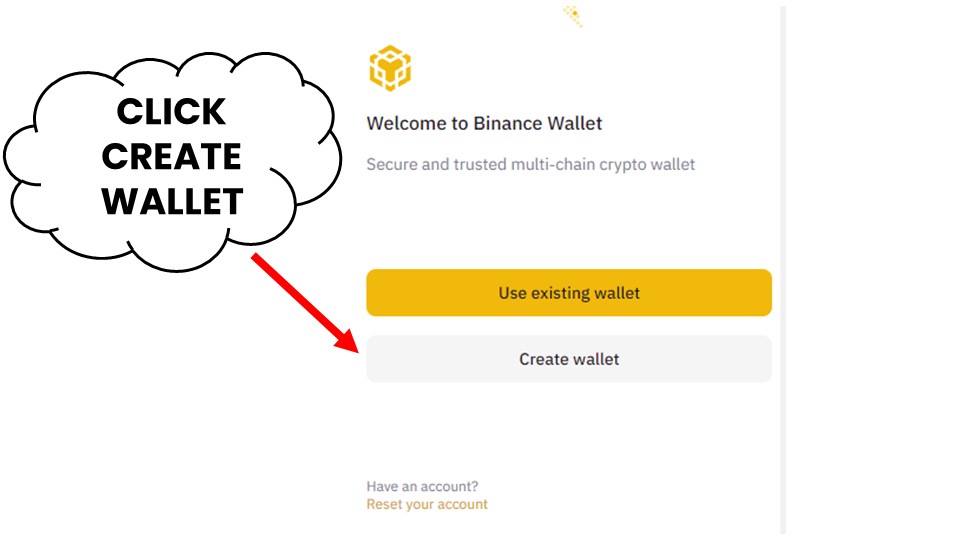 CLICK
CREATE
WALLET
Welcome to Binance Wallet
Secure and trusted multi-chain crypto wallet
Use existing wallet
Create wallet
Have an account?
Reset your account